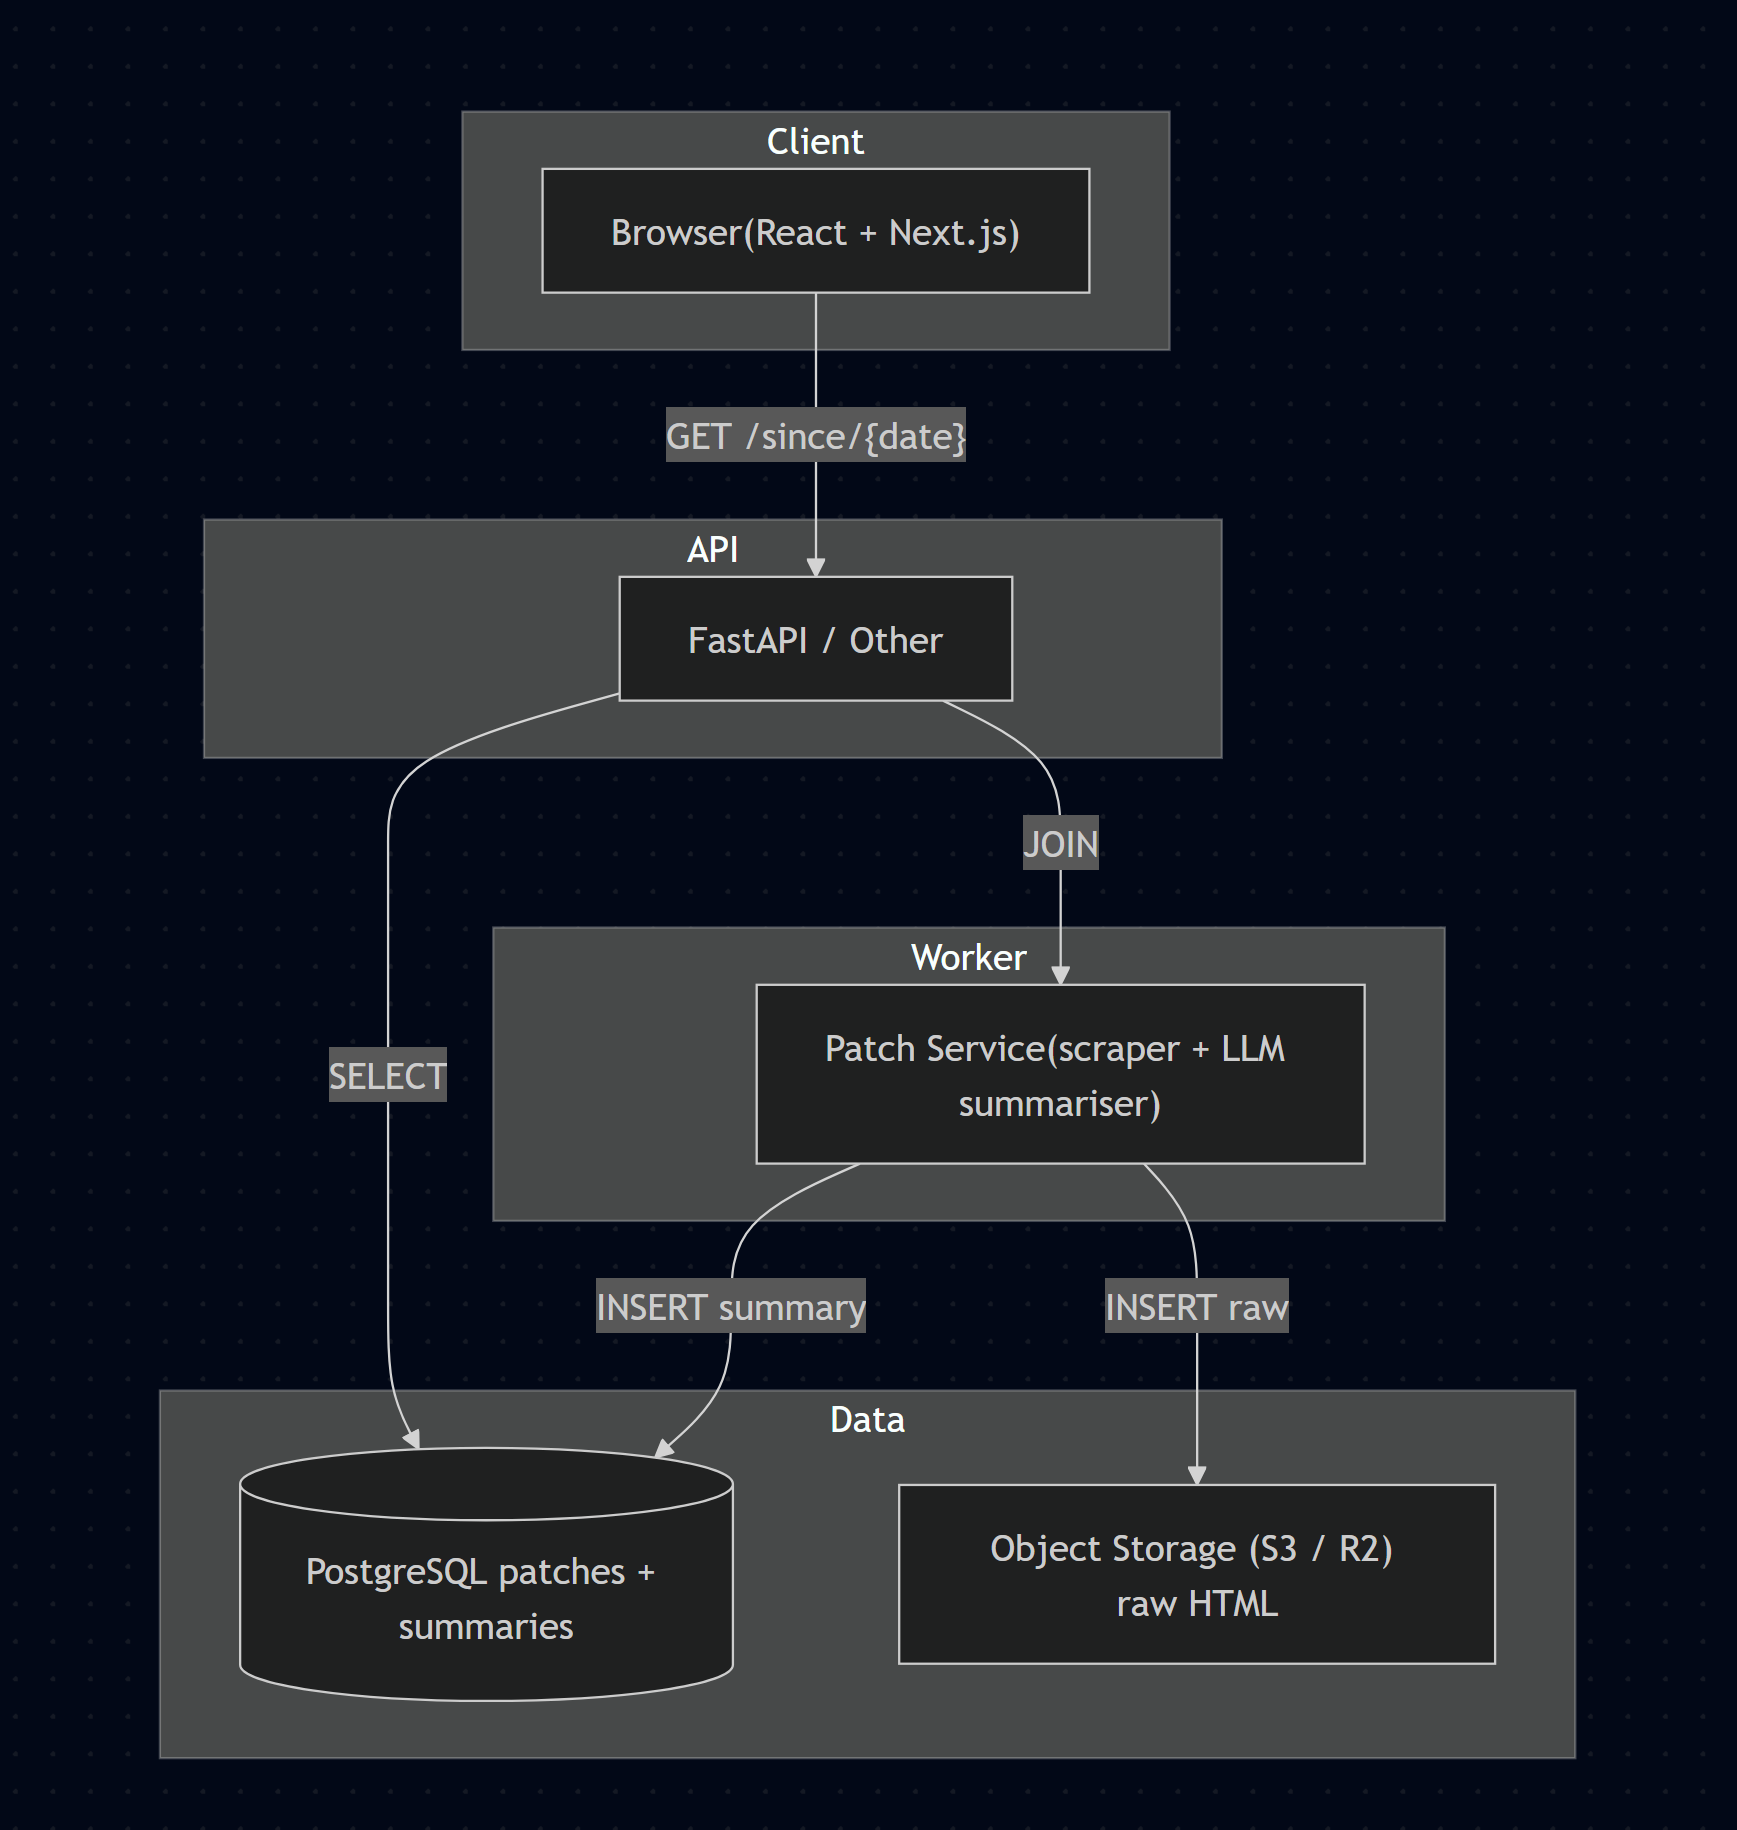 Client
Browser(React + Next.js)
GET /since/{date}
API
FastAPI / Other
JOIN
Worker
Patch Service(scraper + LLM
summariser)
SELECT
INSERT summary
INSERT raw
Data
PostgreSQL patches +
summaries
Object Storage (S3 / R2)
raw HTML